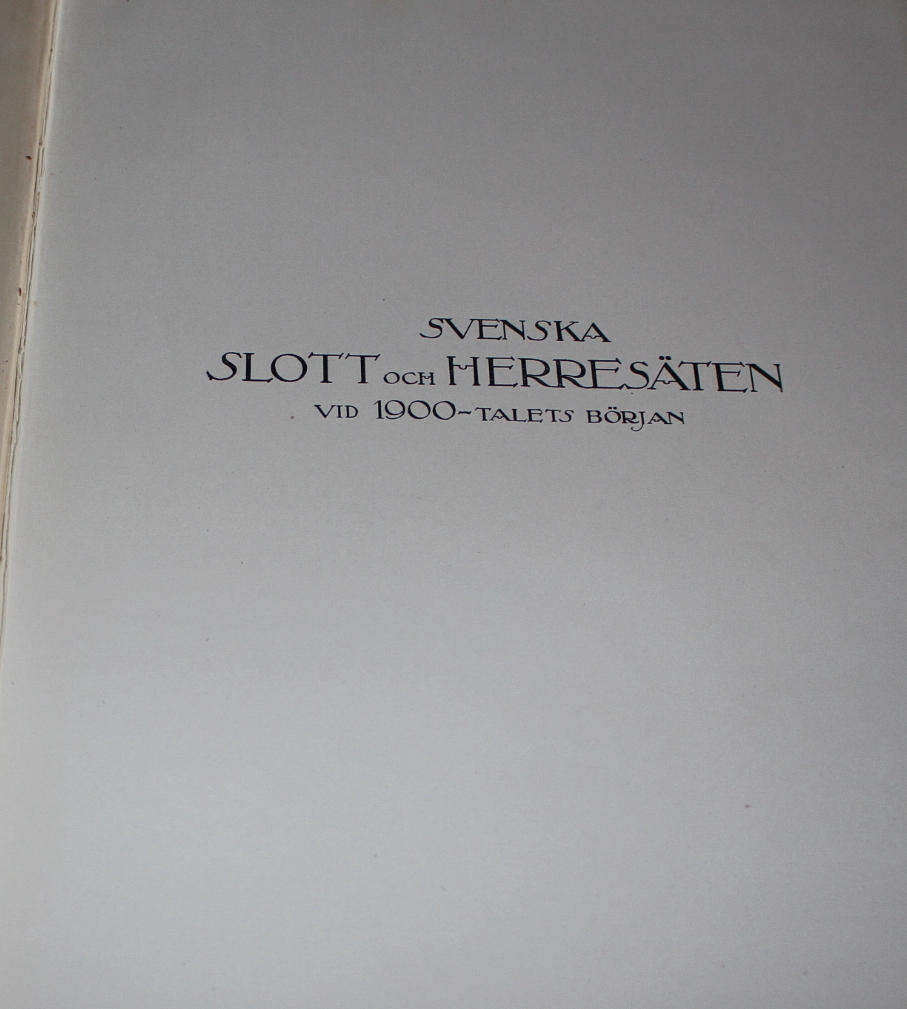 SVENSKA
SLOTT OCH HERRESÄTEN
VID 1900-TALETS BÖRJAN